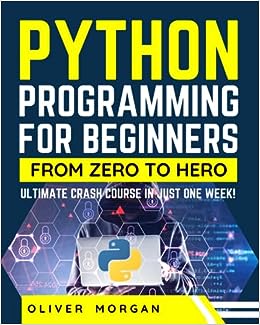 PYTHON
PROGRAMMING
FOR BEGINNERS
FROM ZERO TO HERO
ULTIMATE CRASH COURSE IN JUST ONE WEEK!
OLIVER MORGAN